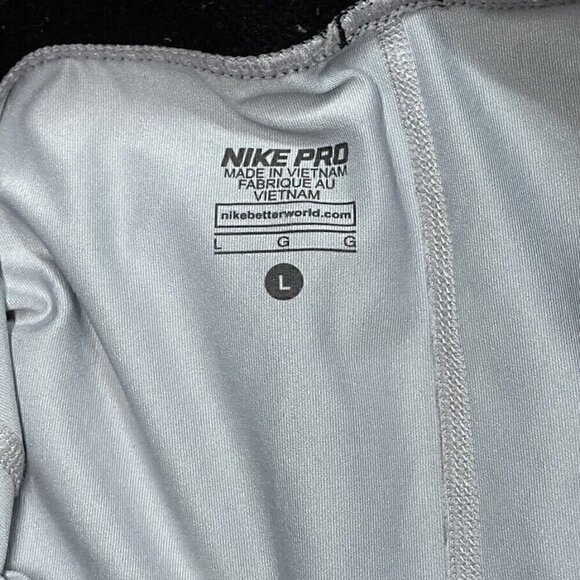 NIKE PRO
MADE IN VIETNAM
FABRIQUE AU
VIETNAM
nikebetterworld.com
L G G
L